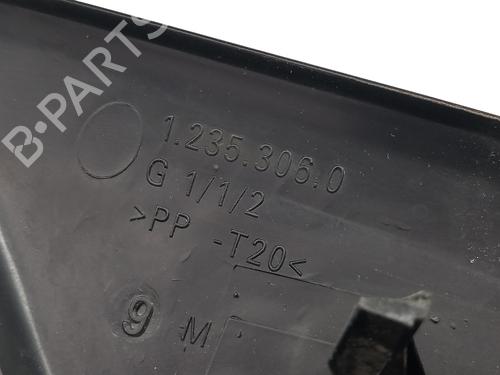 B-PARTS
1.235.306.0
G 1/1/2
>PP -T20<
9 M